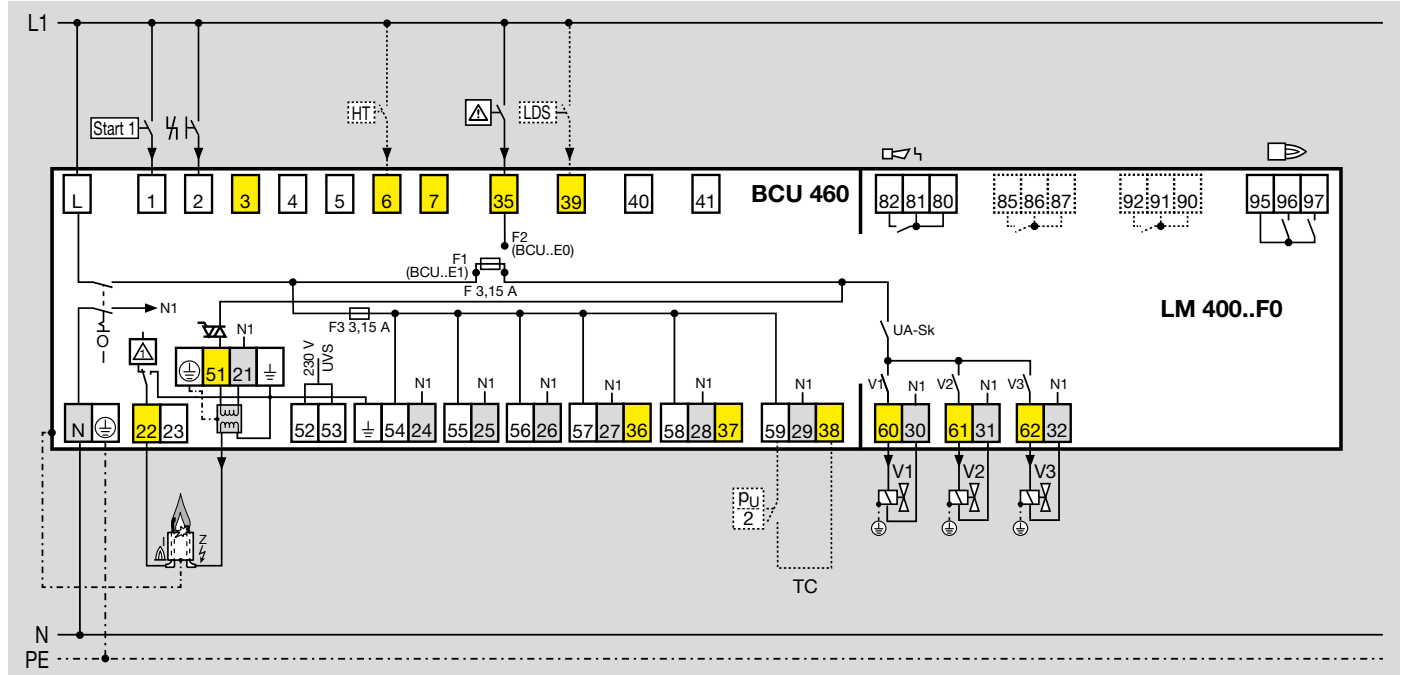 L1
Start 1
HT
LDS
L 1 2 3 4 5 6 7 35 39 40 41
BCU 460
82 81 80 85 86 87 92 91 90 95 96 97
F2
(BCU..E0)
F1
(BCU..E1)
F 3,15 A
N1
O
I
F3 3,15 A
UA-Sk
LM 400..F0
N1
230 V
UVS
51 21
N1 N1 N1 N1 N1 N1
V1 N1 V2 N1 V3 N1
N 22 23 52 53 54 24 55 25 56 26 57 27 36 58 28 37 59 29 38 60 30 61 31 62 32
V1 V2 V3
I Z
pU
2
TC
N
PE